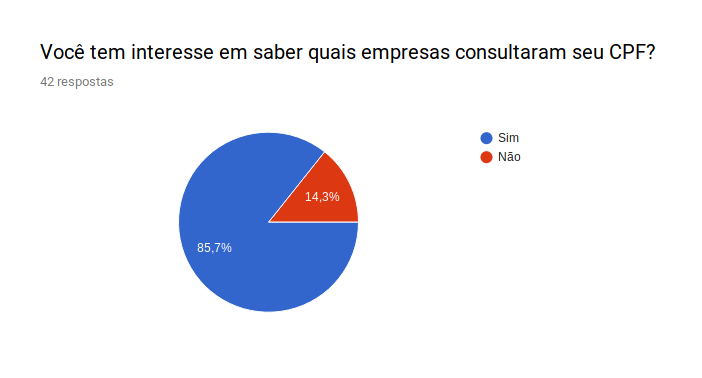 Você tem interesse em saber quais empresas consultaram seu CPF?
42 respostas
Sim
Não
14,3%
85,7%